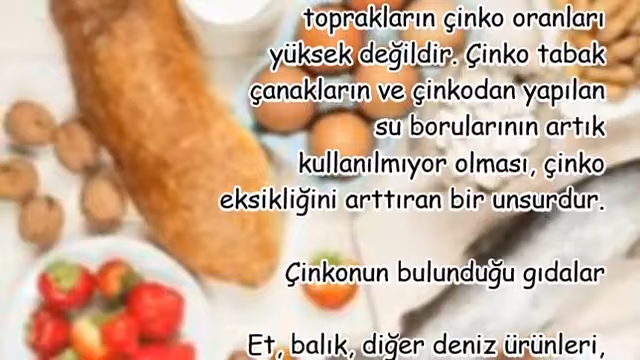 toprakların çinko oranları
yüksek değildir. Çinko tabak
çanakların ve çinkodan yapılan
su borularının artık
kullanılmıyor olması, çinko
eksikliğini arttıran bir unsurdur.
Çinkonun bulunduğu gıdalar
Et, balık, diğer deniz ürünleri,